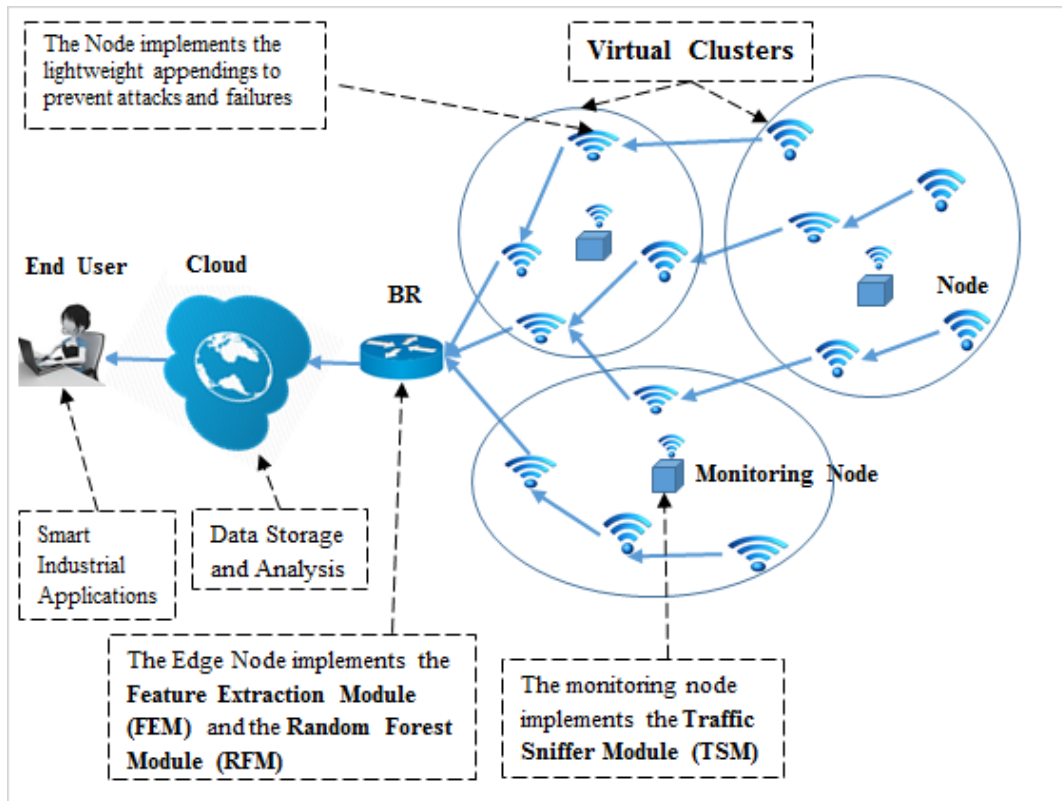 The Node implements the
lightweight appendings to
prevent attacks and failures
Virtual Clusters
End User
Cloud
BR
Node
Monitoring Node
Smart
Industrial
Applications
Data Storage
and Analysis
The Edge Node implements the
Feature Extraction Module
(FEM) and the Random Forest
Module (RFM)
The monitoring node
implements the Traffic
Sniffer Module (TSM)